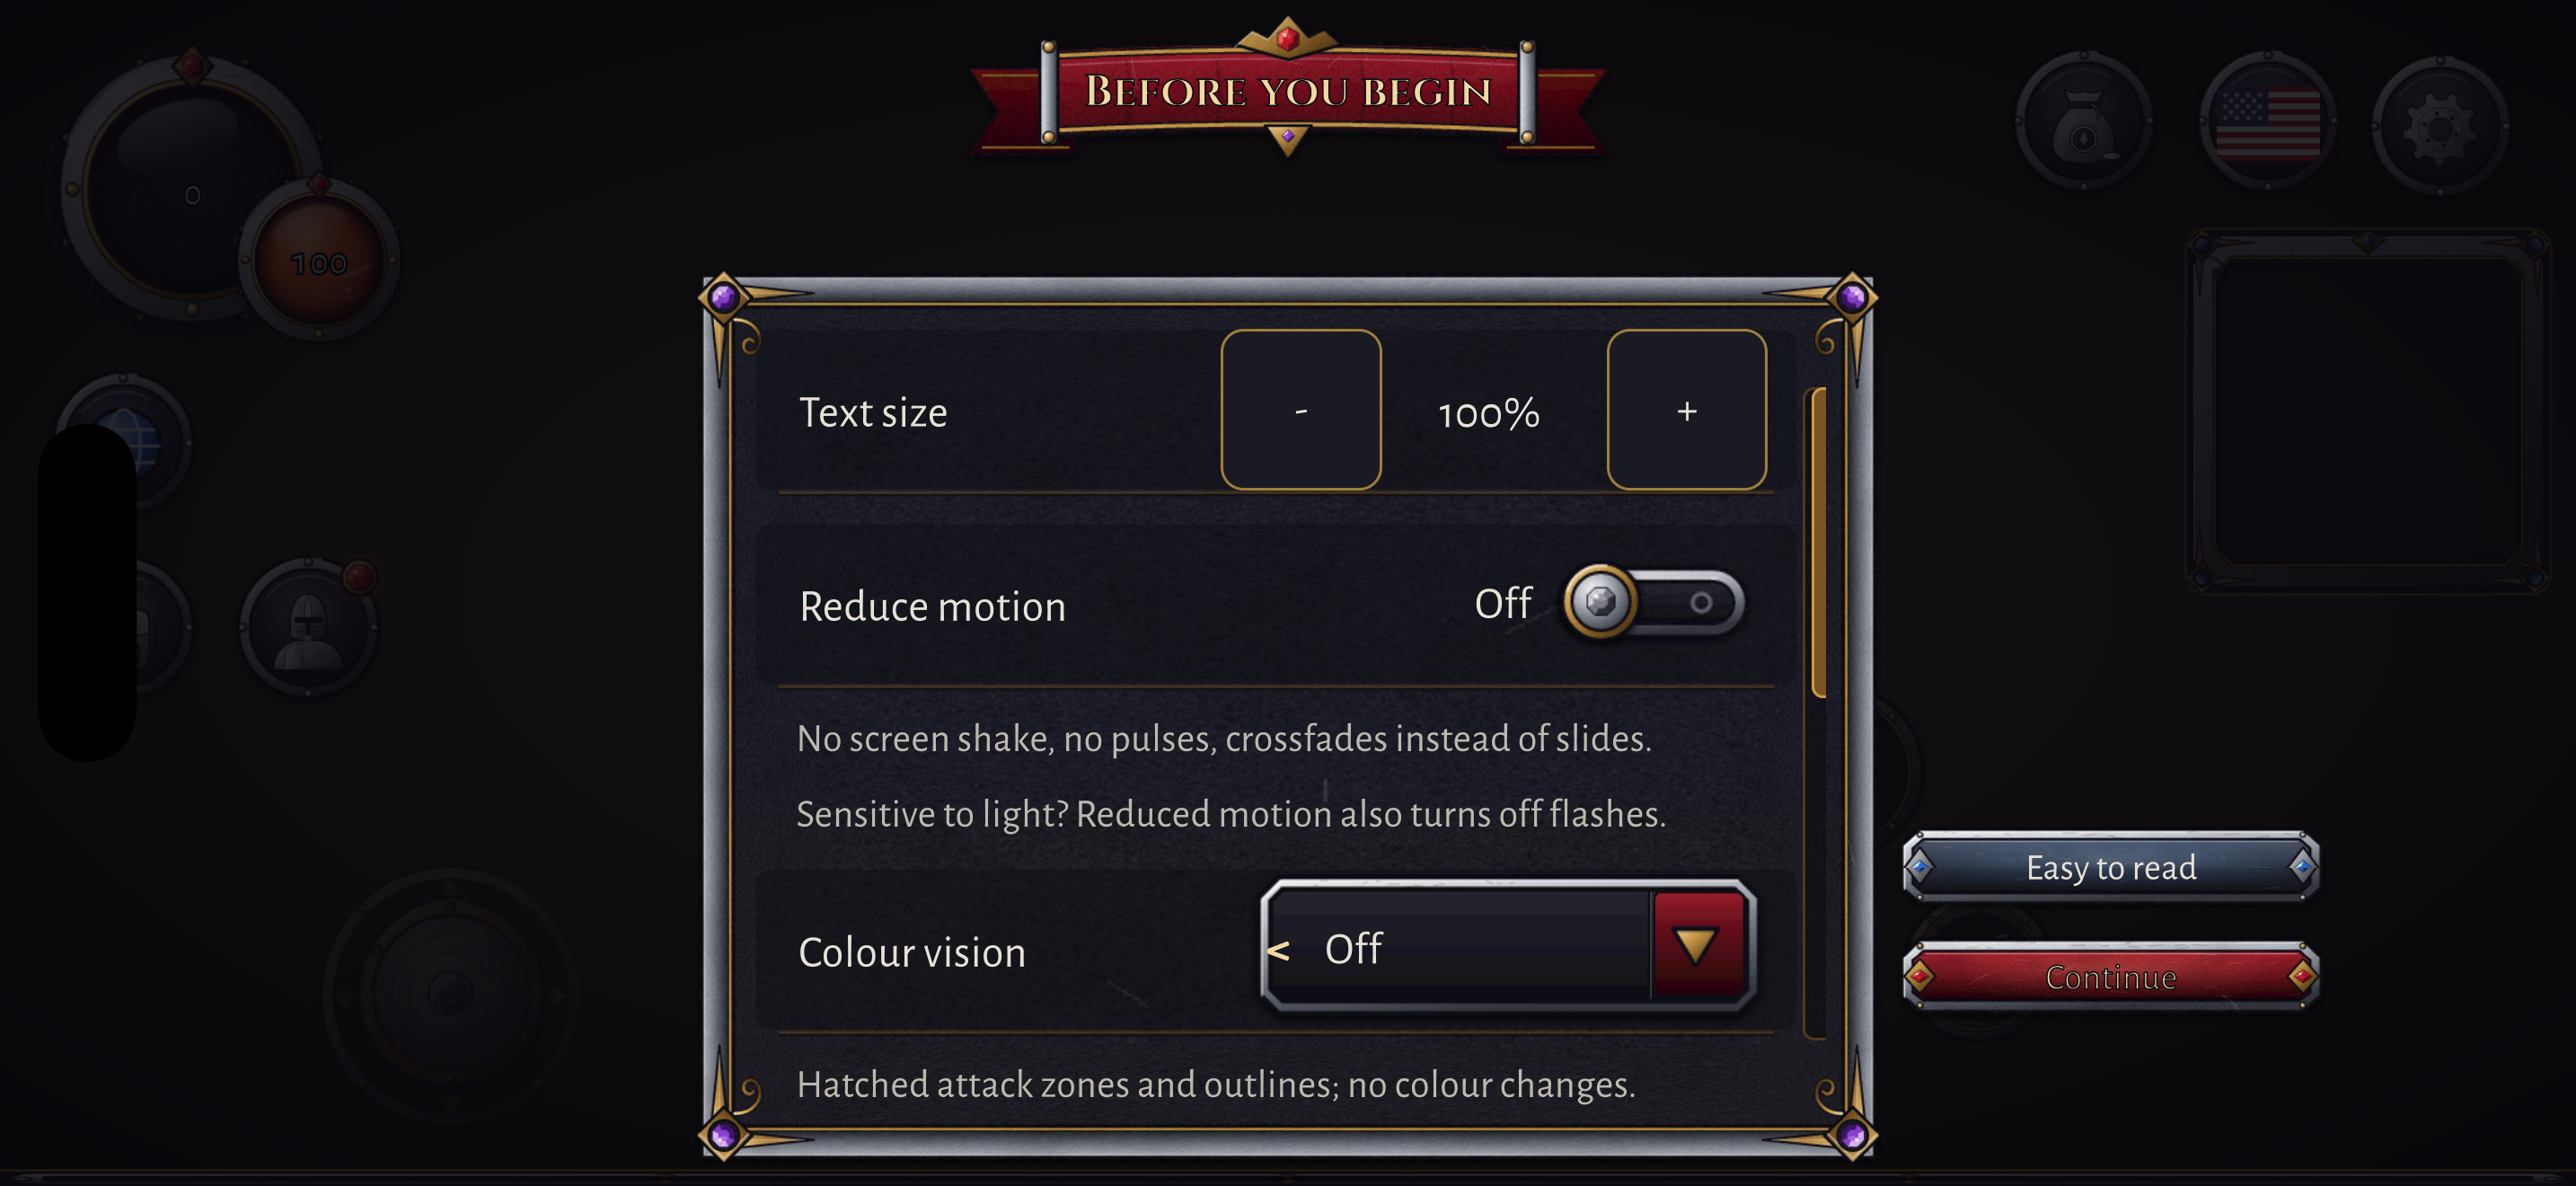 Before you begin
0
100
Text size - 100% +
Reduce motion Off
No screen shake, no pulses, crossfades instead of slides.
Sensitive to light? Reduced motion also turns off flashes.
Easy to read
Colour vision < Off
Continue
Hatched attack zones and outlines; no colour changes.